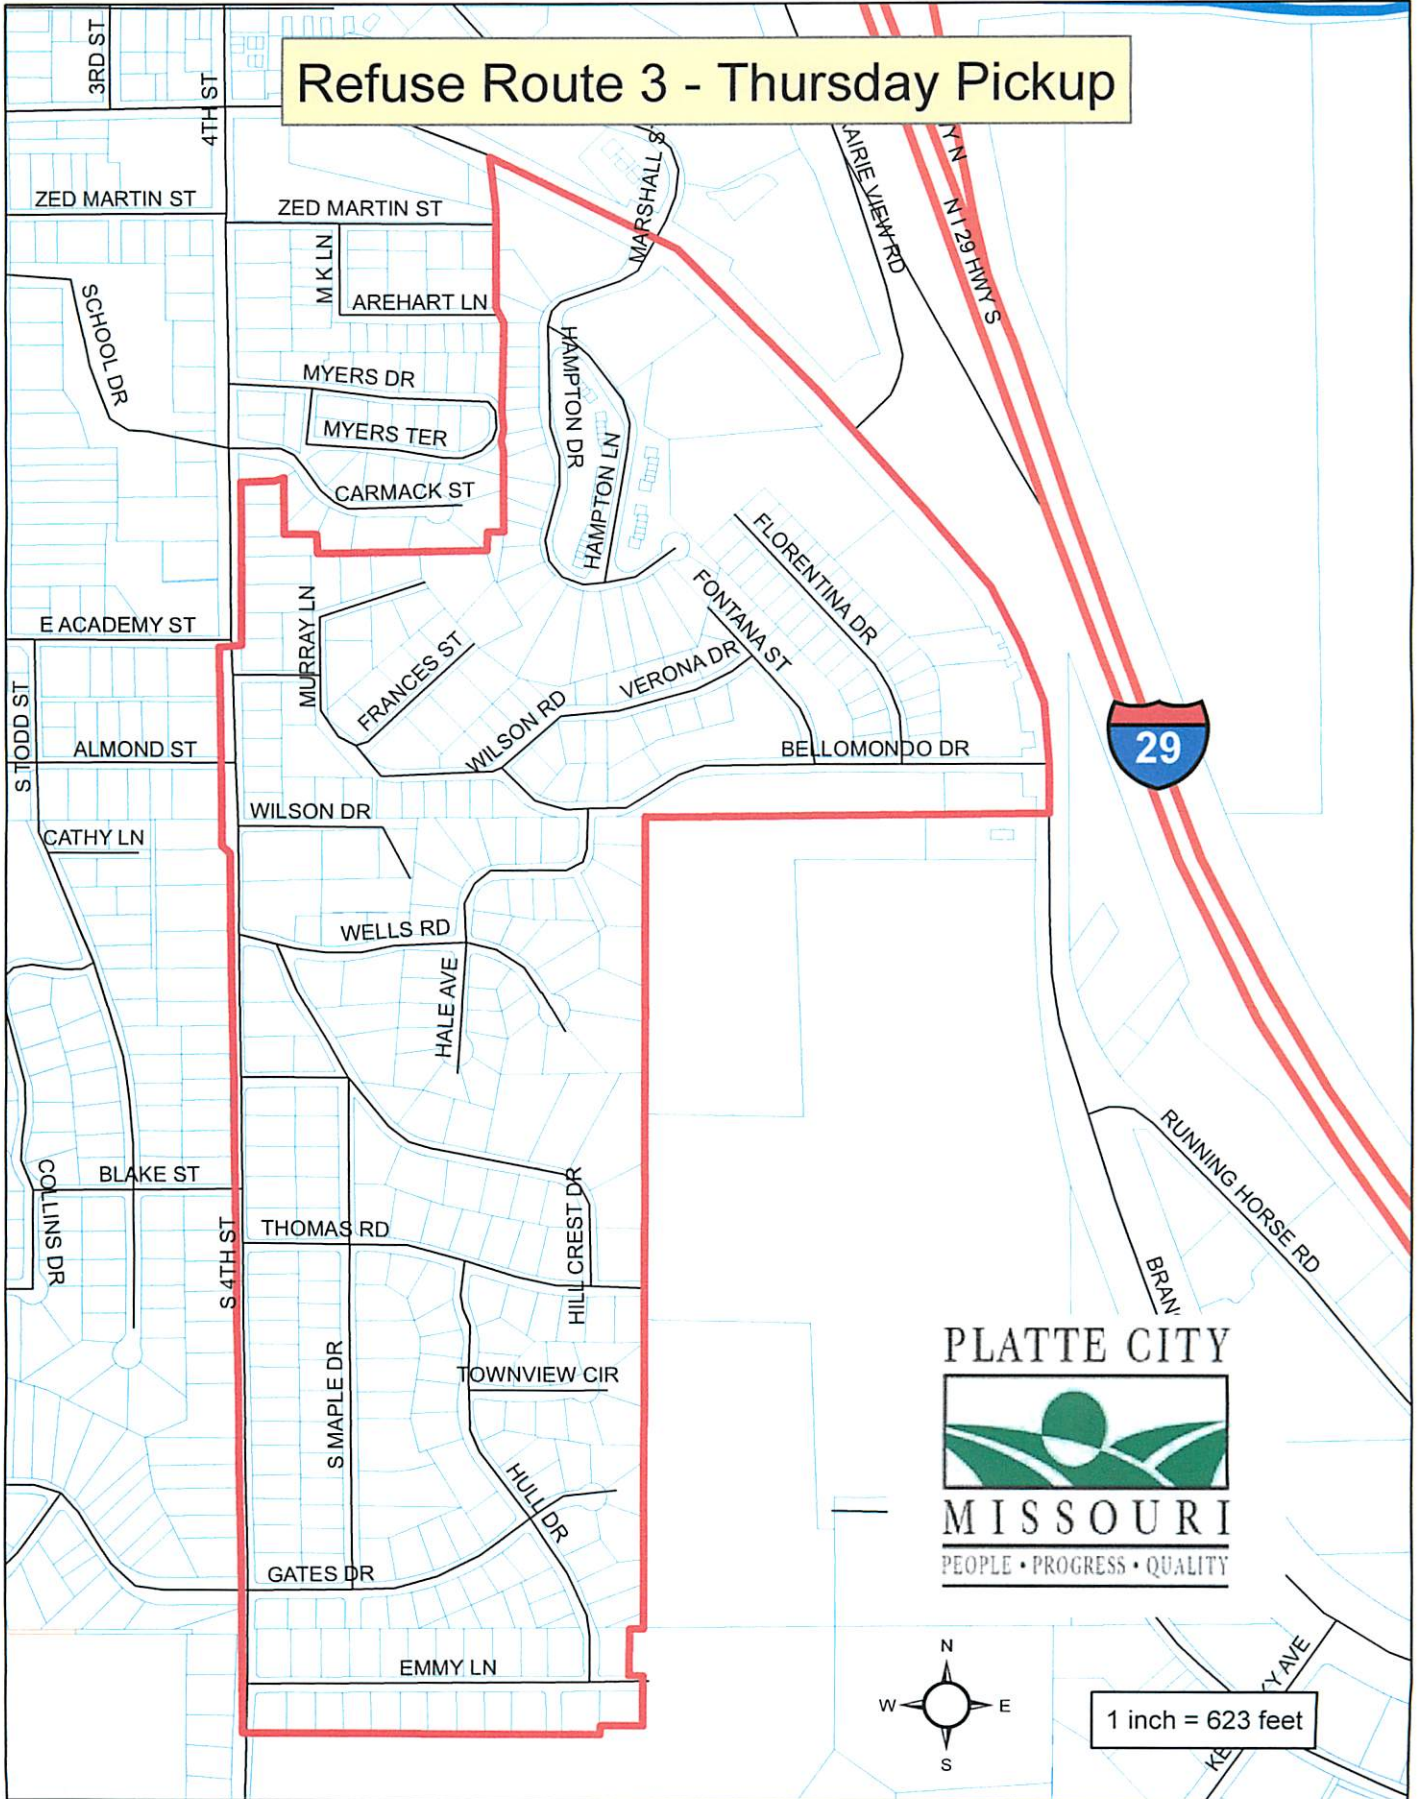 Refuse Route 3 - Thursday Pickup
3RD ST
4TH ST
ZED MARTIN ST
ZED MARTIN ST
M K LN
AREHART LN
SCHOOL DR
MYERS DR
MYERS TER
CARMACK ST
MARSHALL
HAMPTON DR
HAMPTON LN
AIRIE VIEW RD
Y N
N I 29 HWY S
FLORENTINA DR
FONTANA ST
VERONA DR
E ACADEMY ST
MURRAY LN
FRANCES ST
WILSON RD
BELLOMONDO DR
S TODD ST
ALMOND ST
29
WILSON DR
CATHY LN
WELLS RD
HALE AVE
COLLINS DR
BLAKE ST
S 4TH ST
THOMAS RD
HILL CREST DR
RUNNING HORSE RD
BRAN
S MAPLE DR
TOWNVIEW CIR
HULL DR
GATES DR
EMMY LN
PLATTE CITY
MISSOURI
PEOPLE • PROGRESS • QUALITY
N
W E
S
KE
Y AVE
1 inch = 623 feet